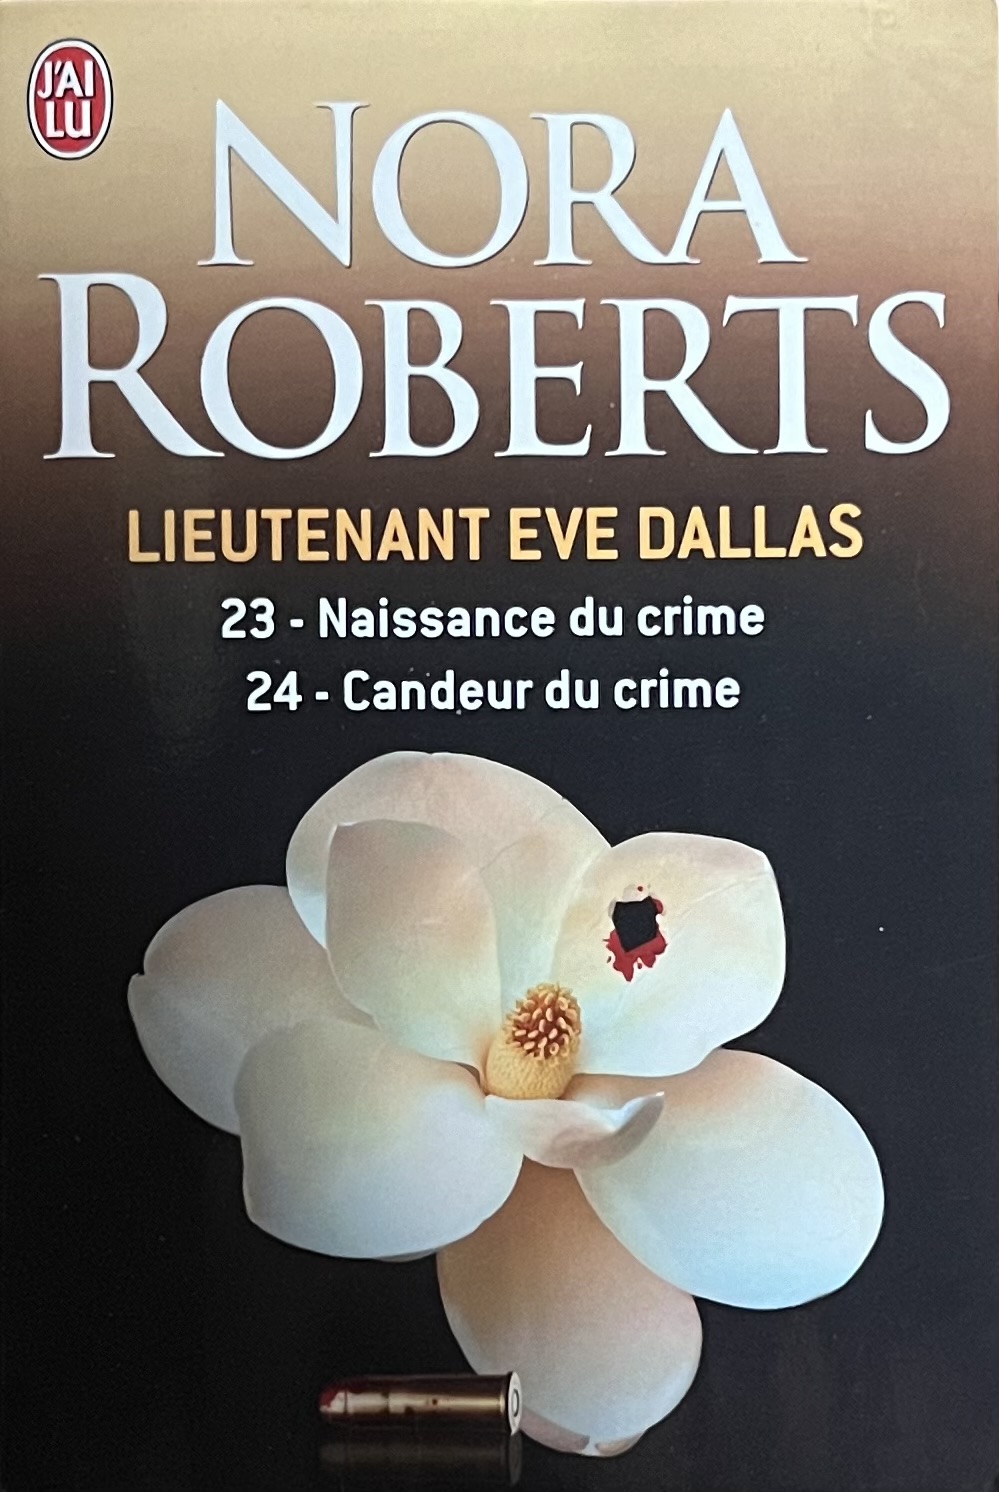 J'AI
LU
NORA
ROBERTS
LIEUTENANT EVE DALLAS
23 - Naissance du crime
24 - Candeur du crime